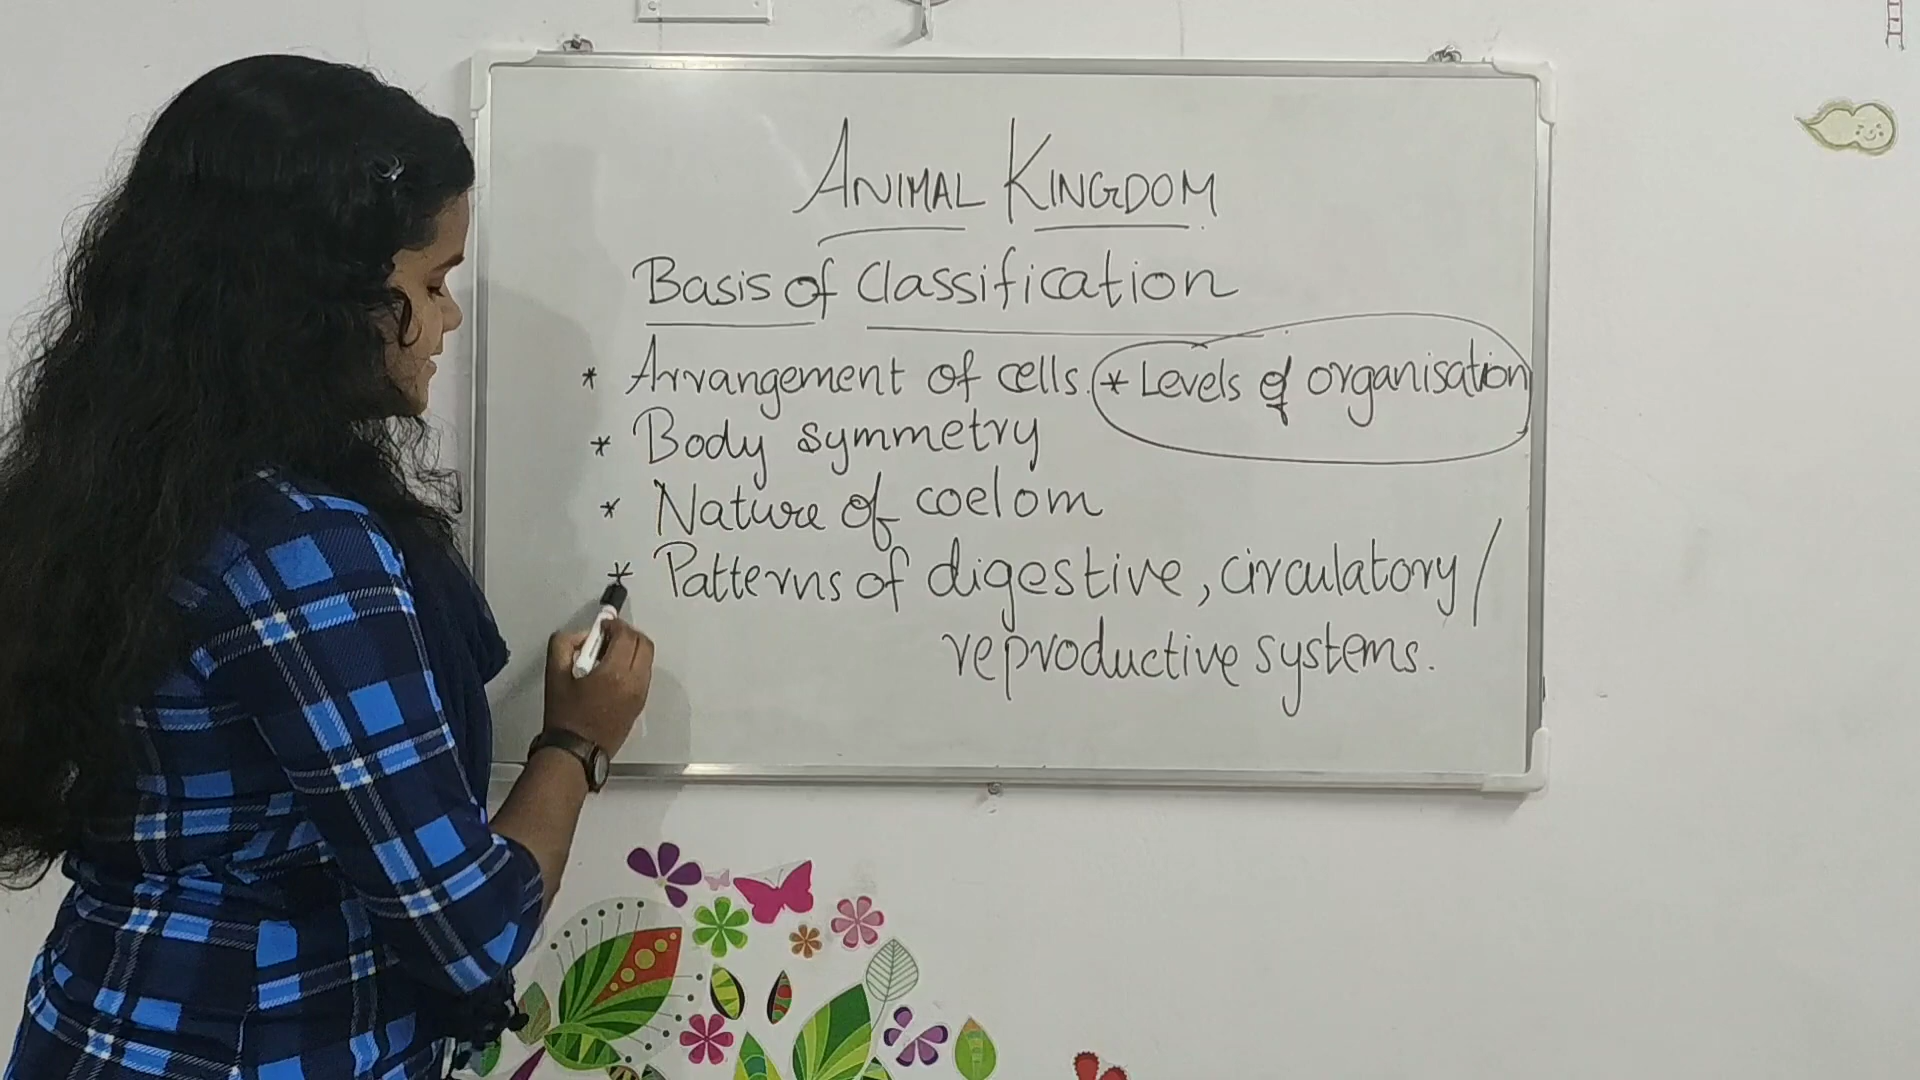 ANIMAL KINGDOM
Basis of Classification
* Arrangement of cells. * Levels of organisation
* Body symmetry
* Nature of coelom
* Patterns of digestive, circulatory /
reproductive systems.